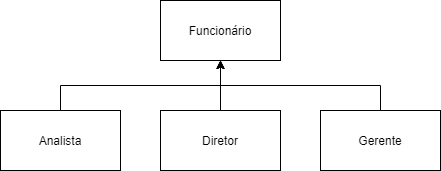 Funcionário
Analista
Diretor
Gerente